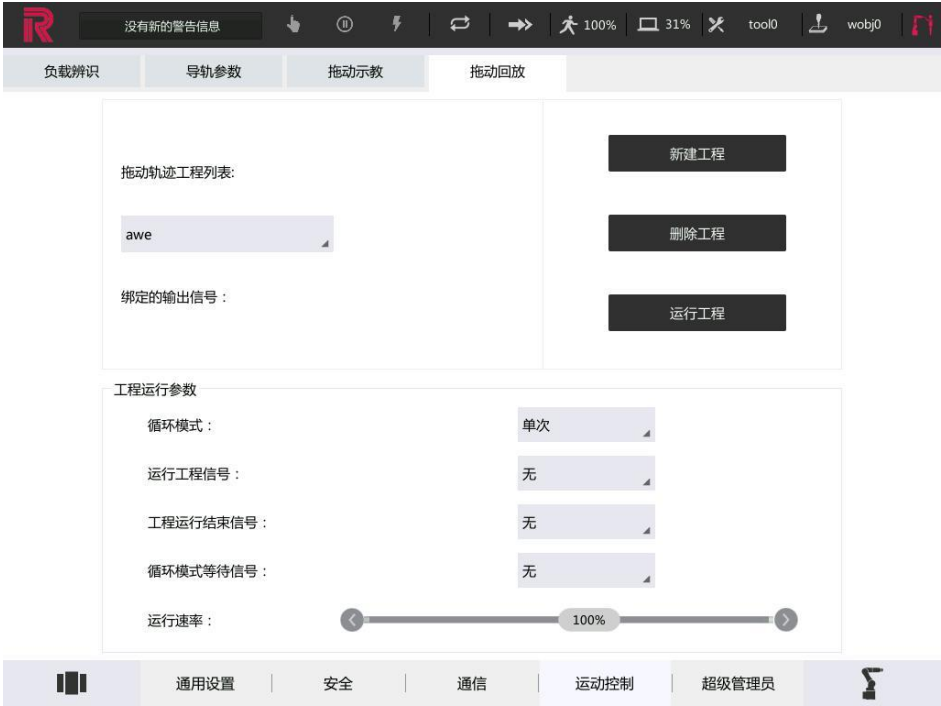 没有新的警告信息 100% 31% tool0 wobj0
负载辨识 导轨参数 拖动示教 拖动回放
新建工程
拖动轨迹工程列表:
awe
删除工程
绑定的输出信号：
运行工程
工程运行参数
循环模式： 单次
运行工程信号： 无
工程运行结束信号： 无
循环模式等待信号： 无
运行速率： 100%
通用设置 安全 通信 运动控制 超级管理员